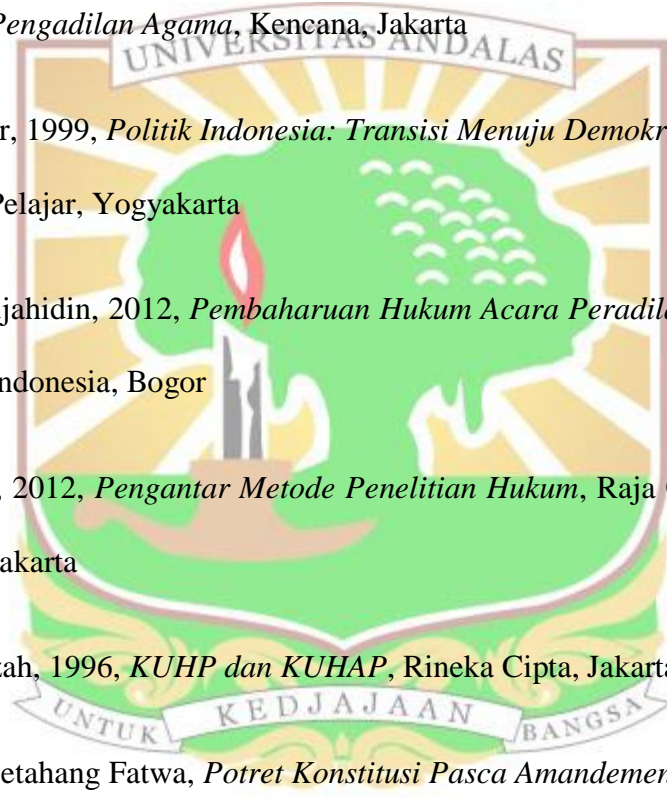 Pengadilan Agama, Kencana, Jakarta
UNIVERSITAS ANDALAS
r, 1999, Politik Indonesia: Transisi Menuju Demokr
Pelajar, Yogyakarta
jahidin, 2012, Pembaharuan Hukum Acara Peradila
ndonesia, Bogor
, 2012, Pengantar Metode Penelitian Hukum, Raja
akarta
zah, 1996, KUHP dan KUHAP, Rineka Cipta, Jakarta
UNTUK KEDJAJAAN BANGSA
etahang Fatwa, Potret Konstitusi Pasca Amandemen